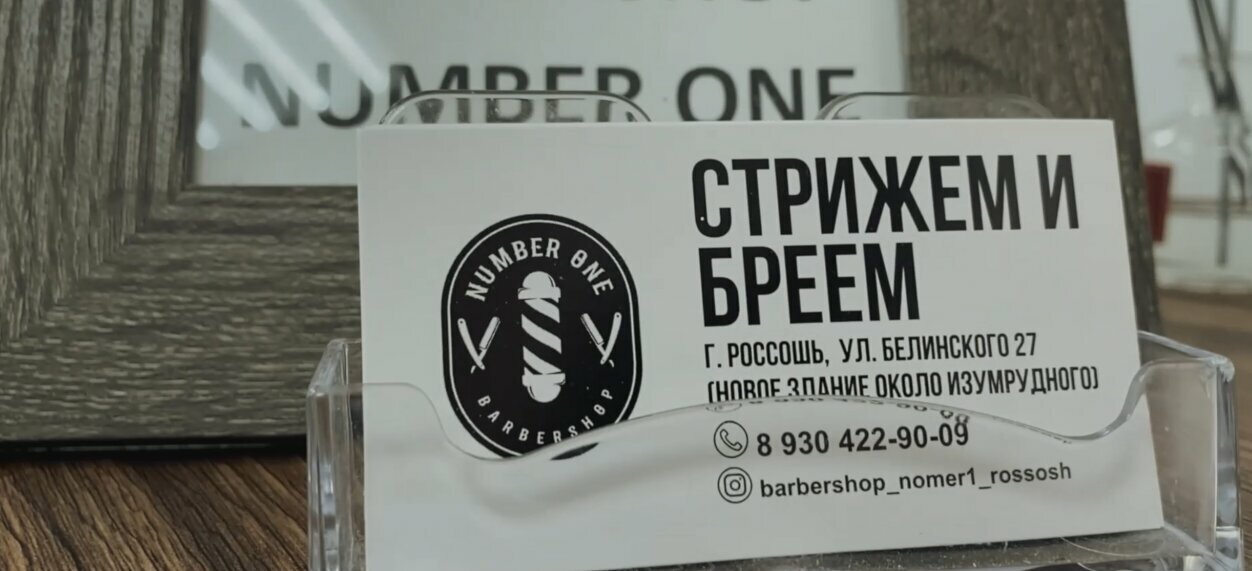 NUMBER ONE
СТРИЖЕМ И
БРЕЕМ
Г. РОССОШЬ, УЛ. БЕЛИНСКОГО 27
(НОВОЕ ЗДАНИЕ ОКОЛО ИЗУМРУДНОГО)
8 930 422-90-09
barbershop_nomer1_rossosh
NUMBER ONE
BARBERSHOP